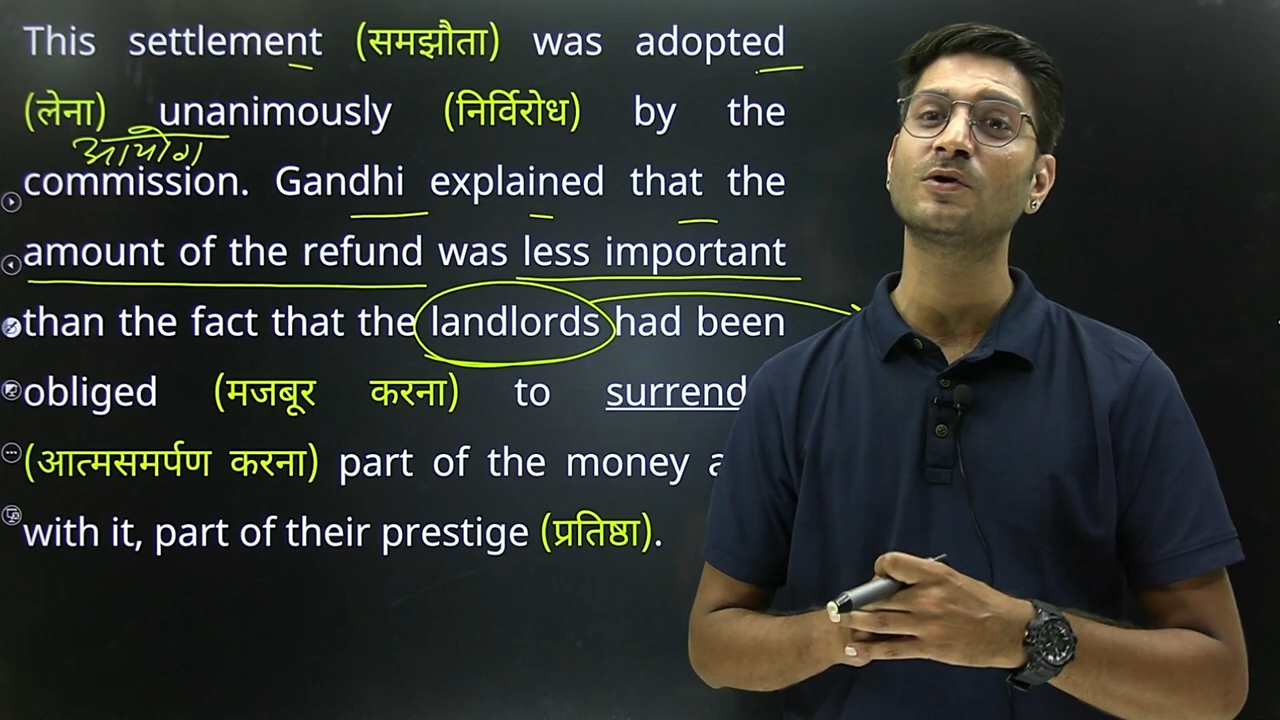 This settlement (समझौता) was adopted
(लेना) unanimously (निर्विरोध) by the
आयोग
commission. Gandhi explained that the
amount of the refund was less important
than the fact that the landlords had been
obliged (मजबूर करना) to surrend
(आत्मसमर्पण करना) part of the money a
with it, part of their prestige (प्रतिष्ठा).